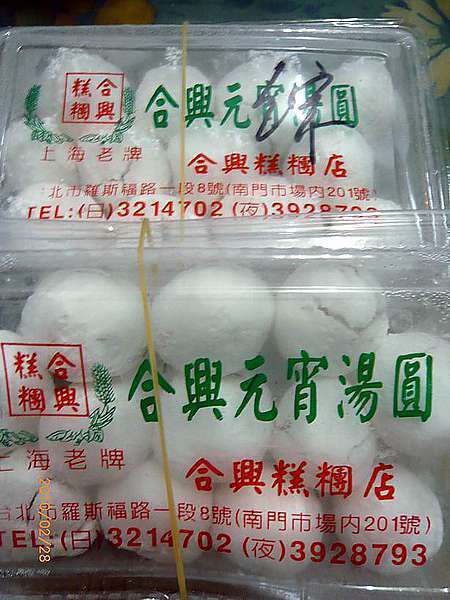 合興
糕糰
合興元宵湯圓
上海老牌
合興糕糰店
北市羅斯福路一段8號(南門市場內201號)
TEL:(日)3214702 (夜)3928793
合興
糕糰
合興元宵湯圓
上海老牌
合興糕糰店
台北市羅斯福路一段8號(南門市場內201號)
TEL:(日)3214702 (夜)3928793
2010/02/28